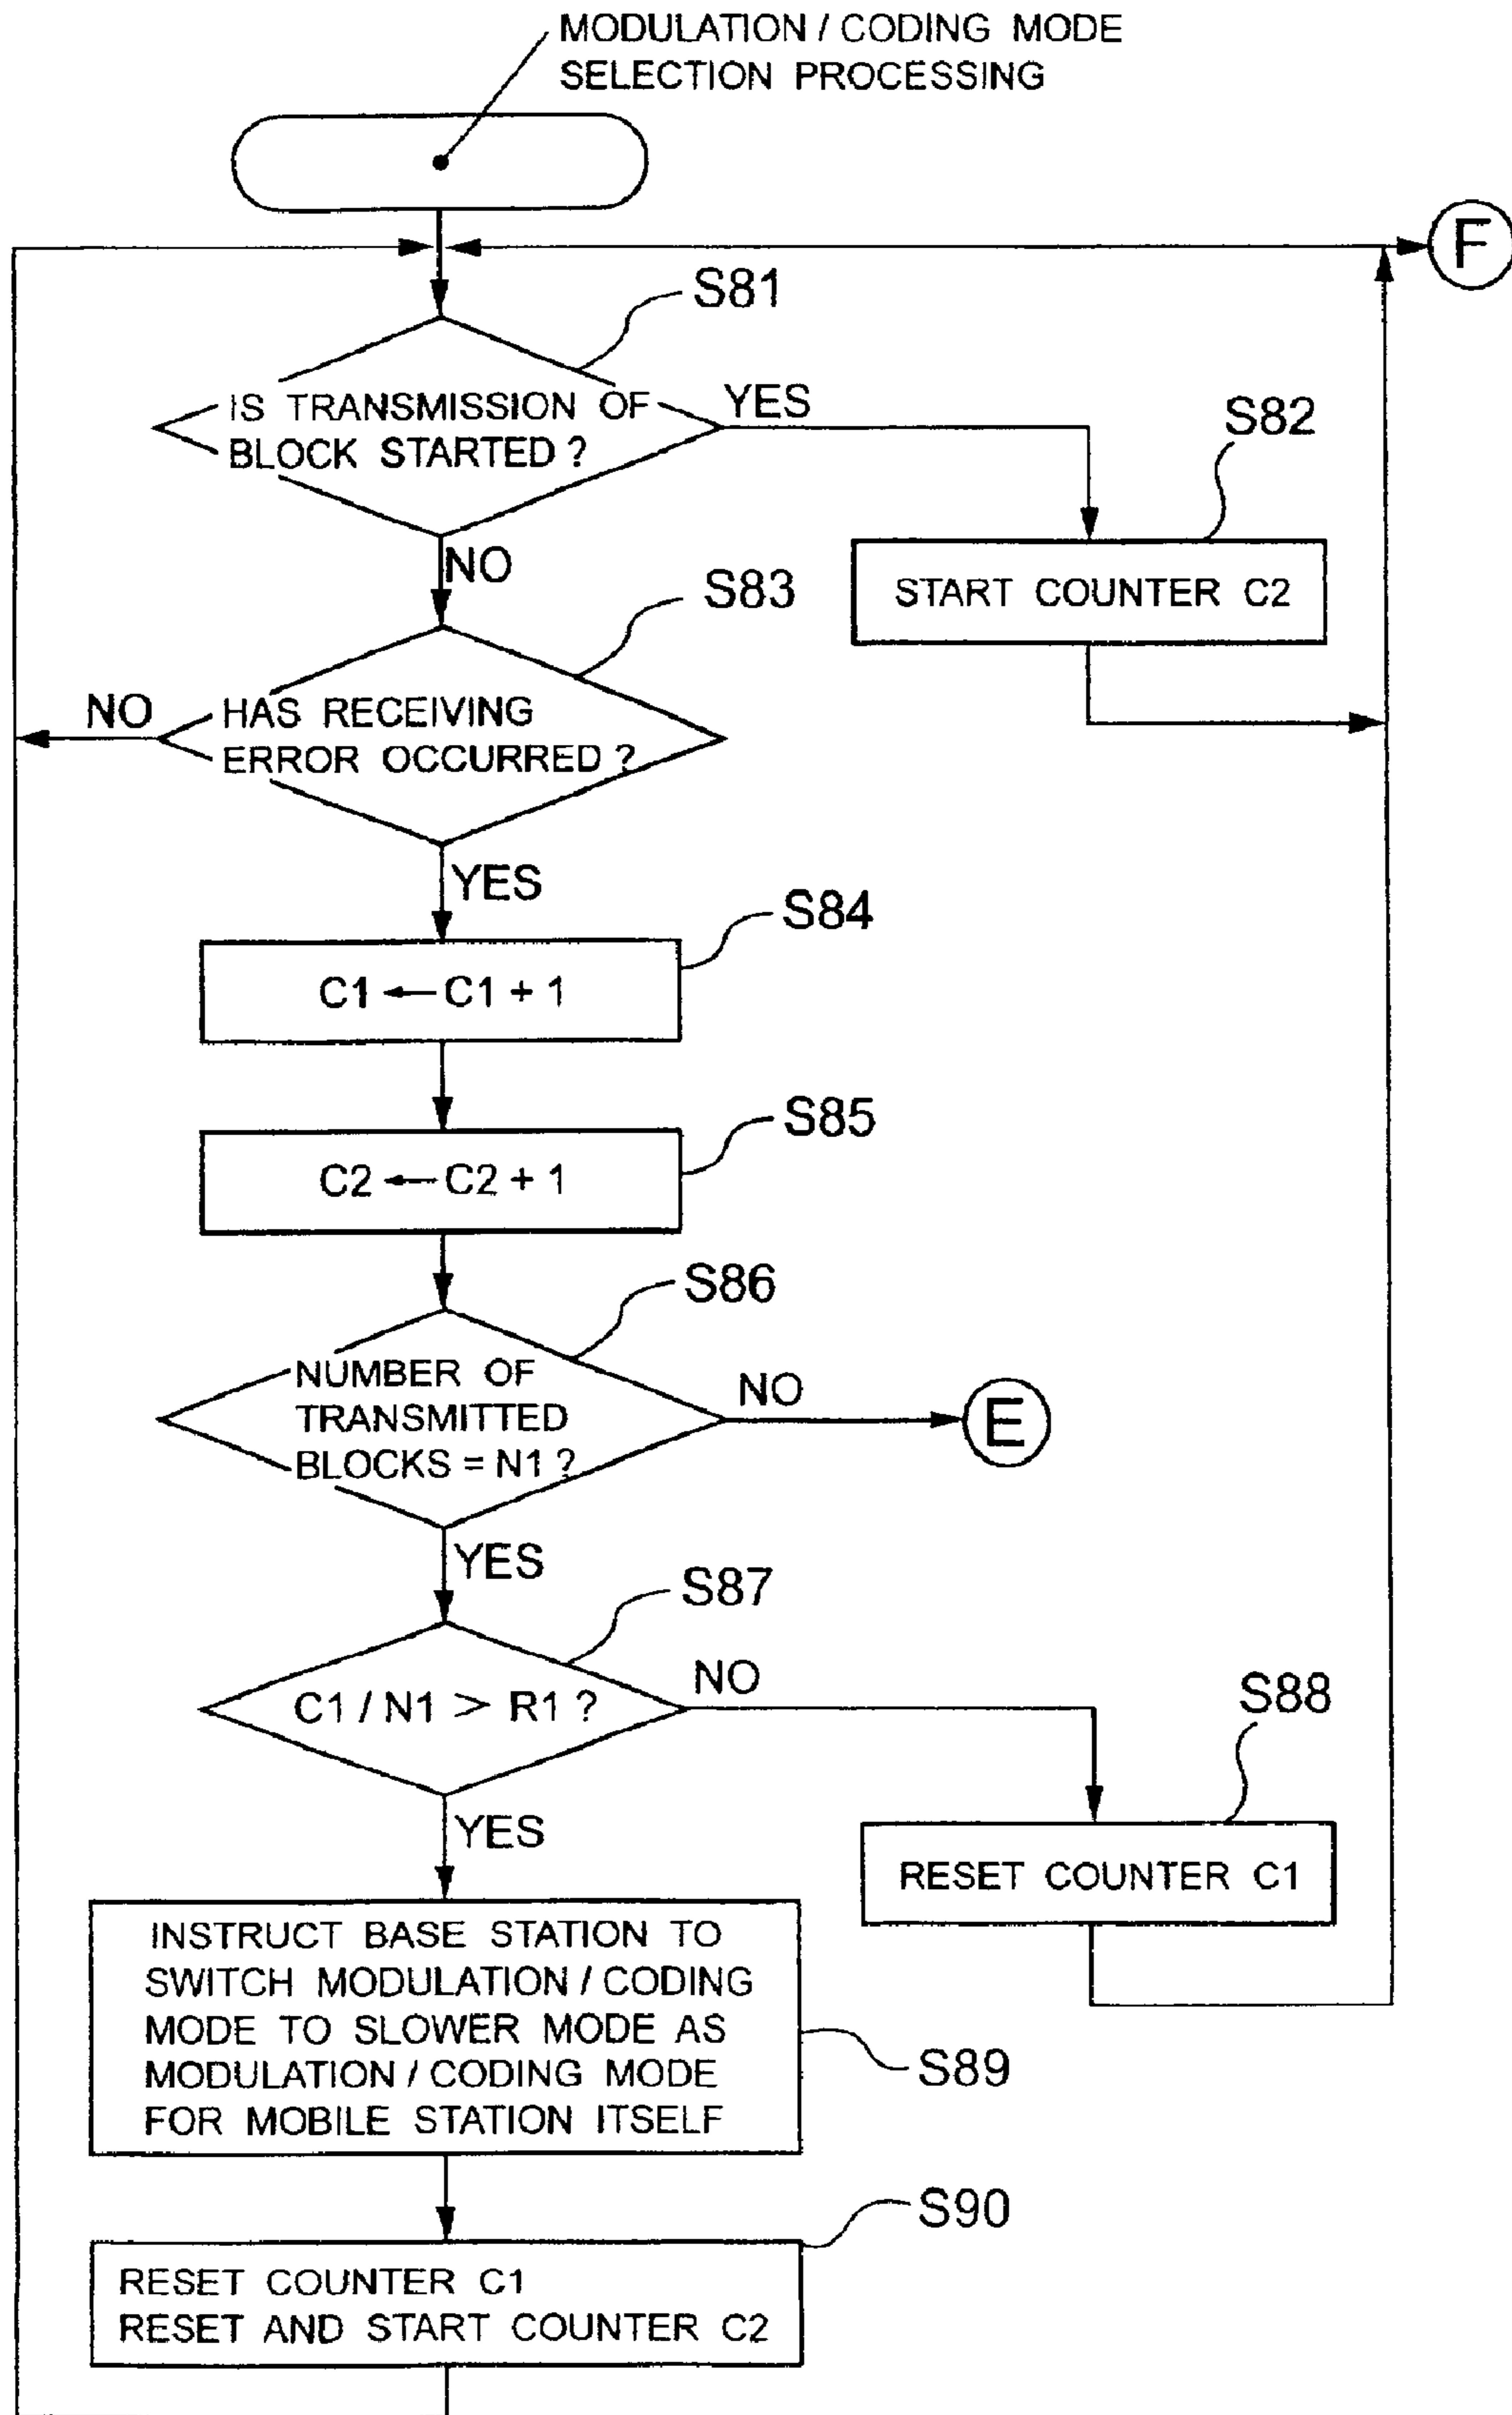 MODULATION / CODING MODE
SELECTION PROCESSING
F
S81
IS TRANSMISSION OF
BLOCK STARTED ?
YES
S82
START COUNTER C2
NO
S83
HAS RECEIVING
ERROR OCCURRED ?
NO
YES
S84
C1 ← C1 + 1
S85
C2 ← C2 + 1
S86
NUMBER OF
TRANSMITTED
BLOCKS = N1 ?
NO
E
YES
S87
C1 / N1 > R1 ?
NO
S88
RESET COUNTER C1
YES
INSTRUCT BASE STATION TO
SWITCH MODULATION / CODING
MODE TO SLOWER MODE AS
MODULATION / CODING MODE
FOR MOBILE STATION ITSELF
S89
S90
RESET COUNTER C1
RESET AND START COUNTER C2